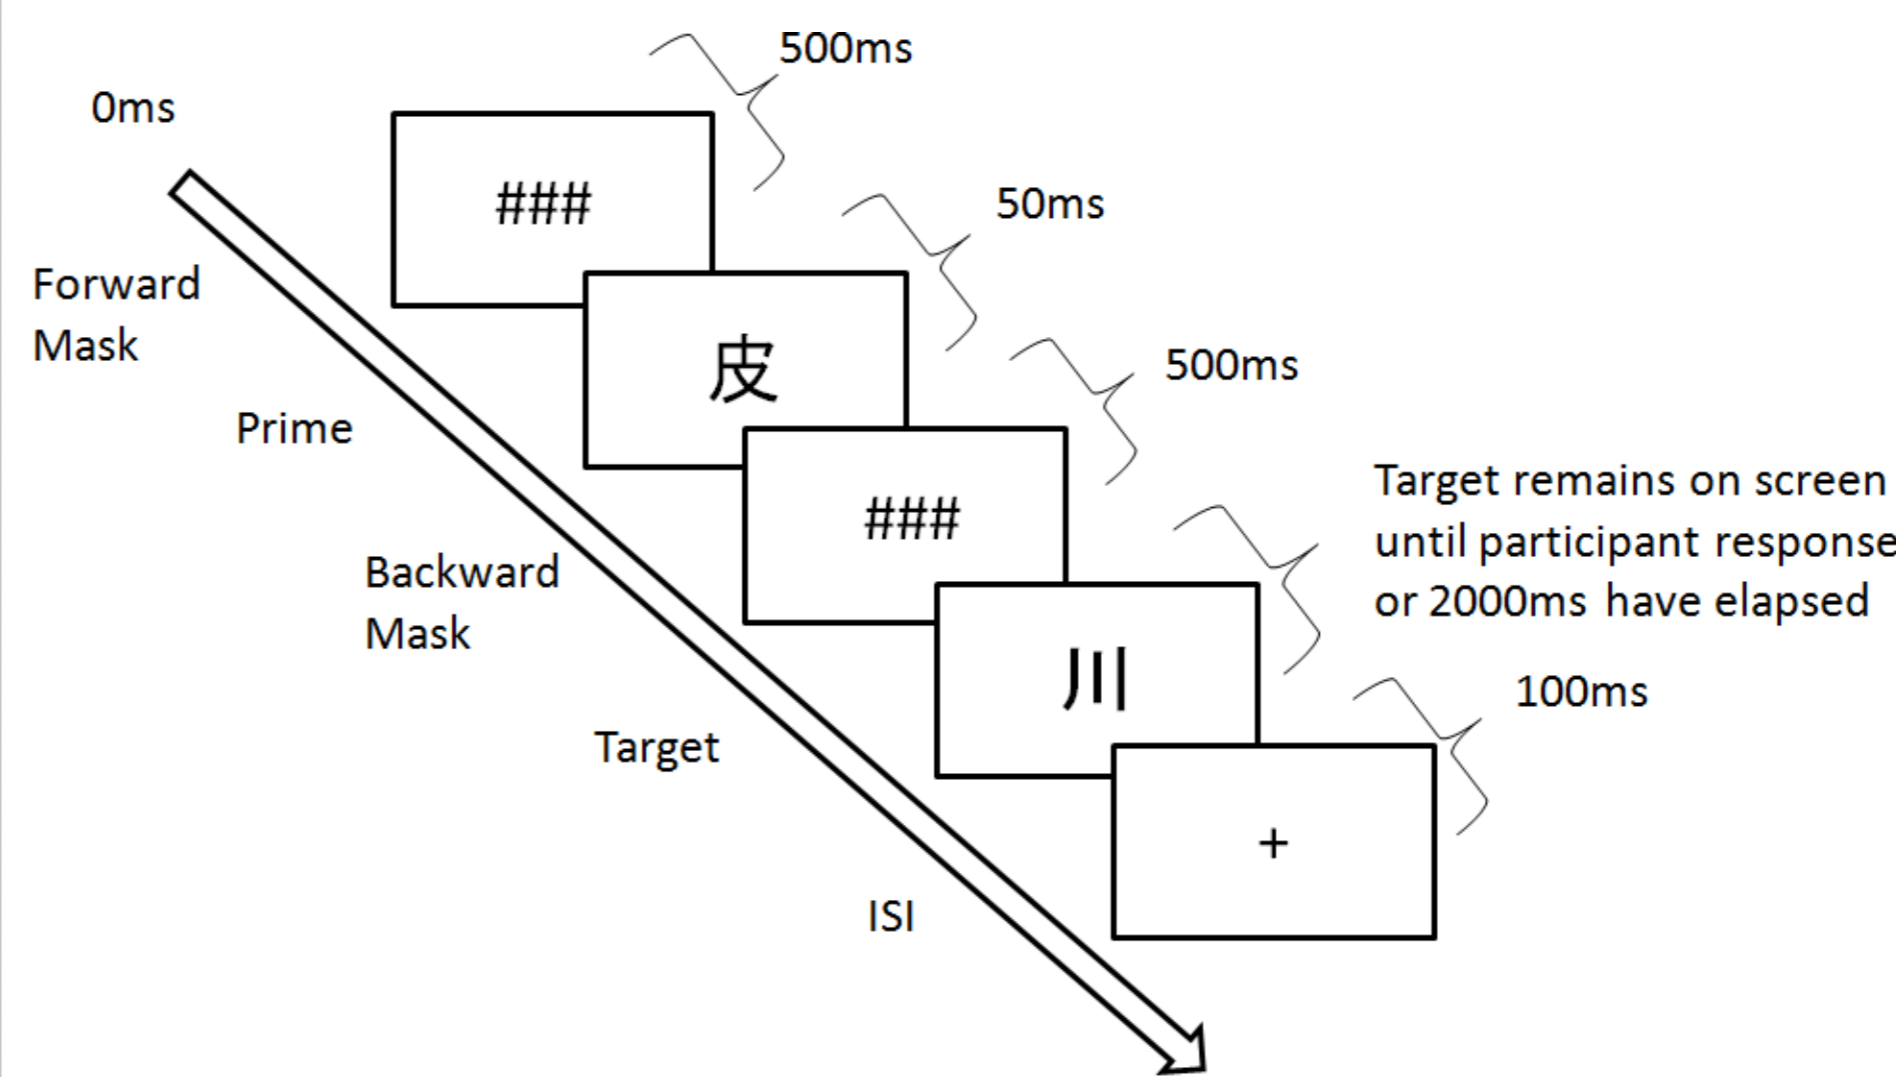 500ms
0ms
###
50ms
Forward
Mask
皮
500ms
Prime
Target remains on screen
until participant response
or 2000ms have elapsed
###
Backward
Mask
川
100ms
Target
+
ISI